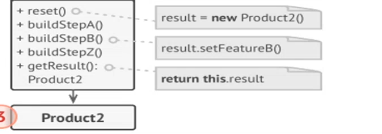 + reset()
+ buildStepA()
+ buildStepB()
+ buildStepZ()
+ getResult():
Product2
result = new Product2()
result.setFeatureB()
return this.result
3
Product2